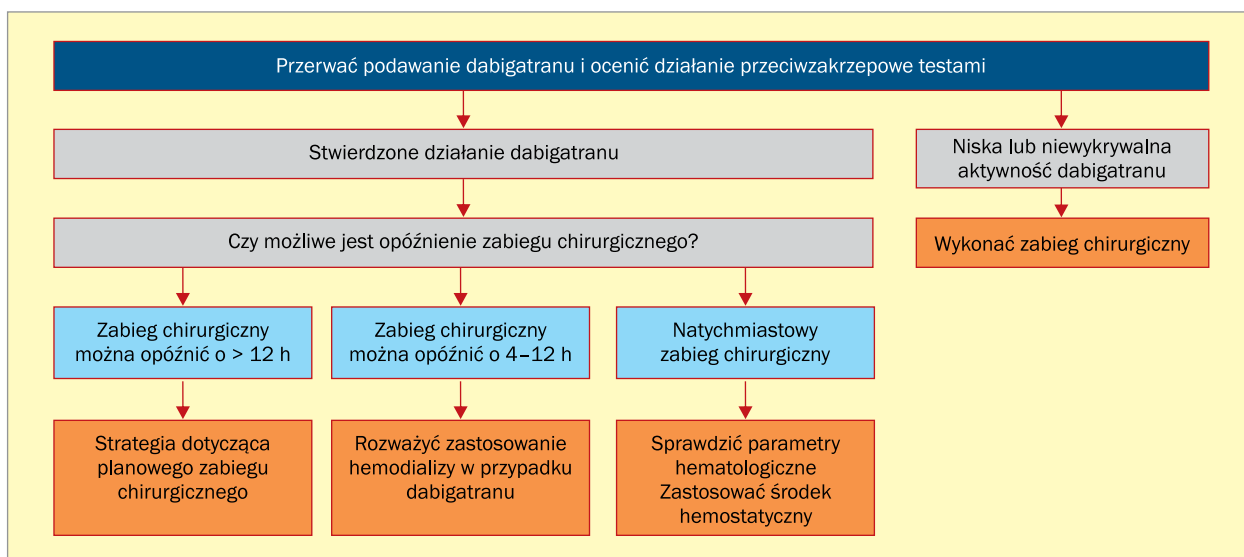 Przerwać podawanie dabigatranu i ocenić działanie przeciwzakrzepowe testami
Stwierdzone działanie dabigatranu
Niska lub niewykrywalna
aktywność dabigatranu
Czy możliwe jest opóźnienie zabiegu chirurgicznego?
Wykonać zabieg chirurgiczny
Zabieg chirurgiczny
można opóźnić o > 12 h
Zabieg chirurgiczny
można opóźnić o 4–12 h
Natychmiastowy
zabieg chirurgiczny
Strategia dotycząca
planowego zabiegu
chirurgicznego
Rozważyć zastosowanie
hemodializy w przypadku
dabigatranu
Sprawdzić parametry
hematologiczne
Zastosować środek
hemostatyczny